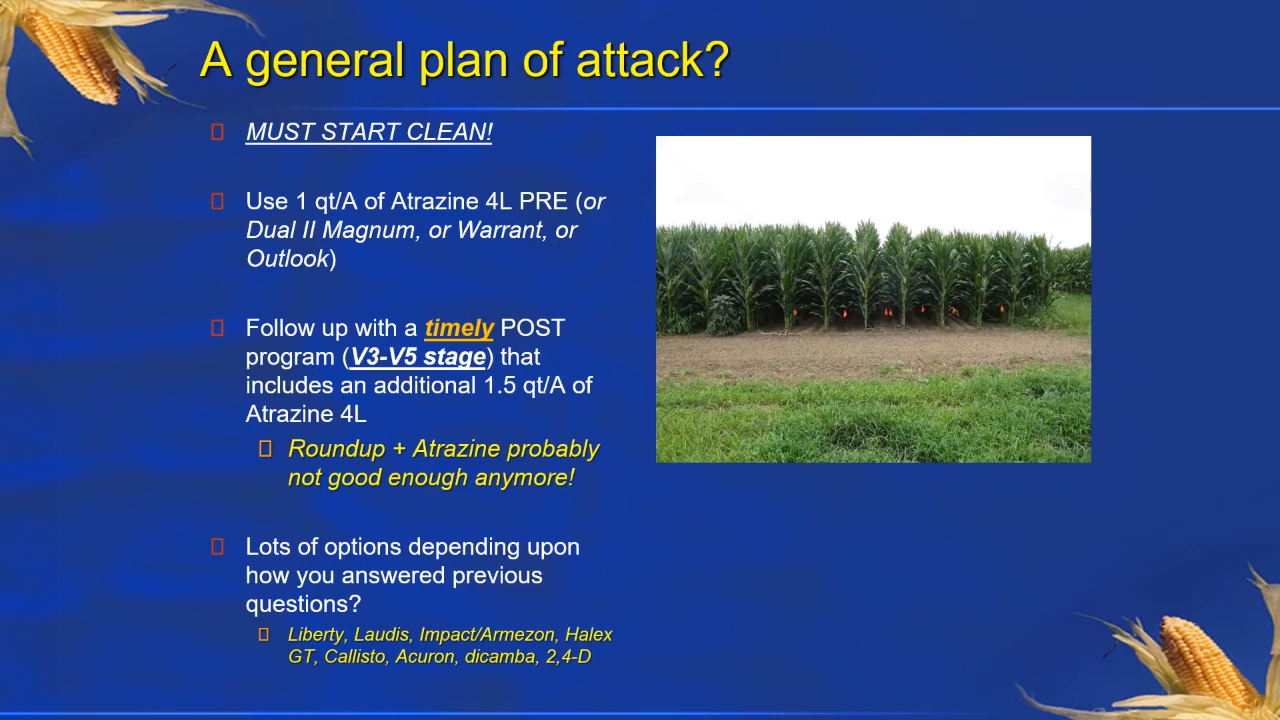 A general plan of attack?
MUST START CLEAN!
Use 1 qt/A of Atrazine 4L PRE (or
Dual II Magnum, or Warrant, or
Outlook)
Follow up with a timely POST
program (V3-V5 stage) that
includes an additional 1.5 qt/A of
Atrazine 4L
Roundup + Atrazine probably
not good enough anymore!
Lots of options depending upon
how you answered previous
questions?
Liberty, Laudis, Impact/Armezon, Halex
GT, Callisto, Acuron, dicamba, 2,4-D